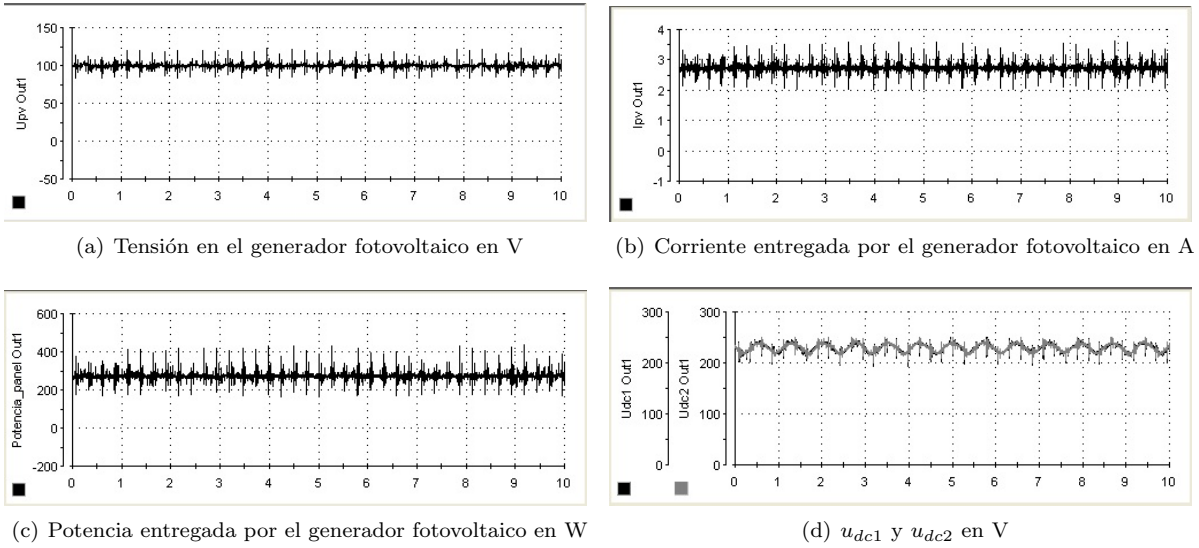 150
100
50
0
-50
Upv Out1
0 1 2 3 4 5 6 7 8 9 10
(a) Tensión en el generador fotovoltaico en V
4
3
2
1
0
-1
Ipv Out1
0 1 2 3 4 5 6 7 8 9 10
(b) Corriente entregada por el generador fotovoltaico en A
600
400
200
0
-200
Potencia_panel Out1
0 1 2 3 4 5 6 7 8 9 10
(c) Potencia entregada por el generador fotovoltaico en W
300 300
200 200
100 100
0 0
Udc1 Out1
Udc2 Out1
0 1 2 3 4 5 6 7 8 9 10
(d) udc1 y udc2 en V